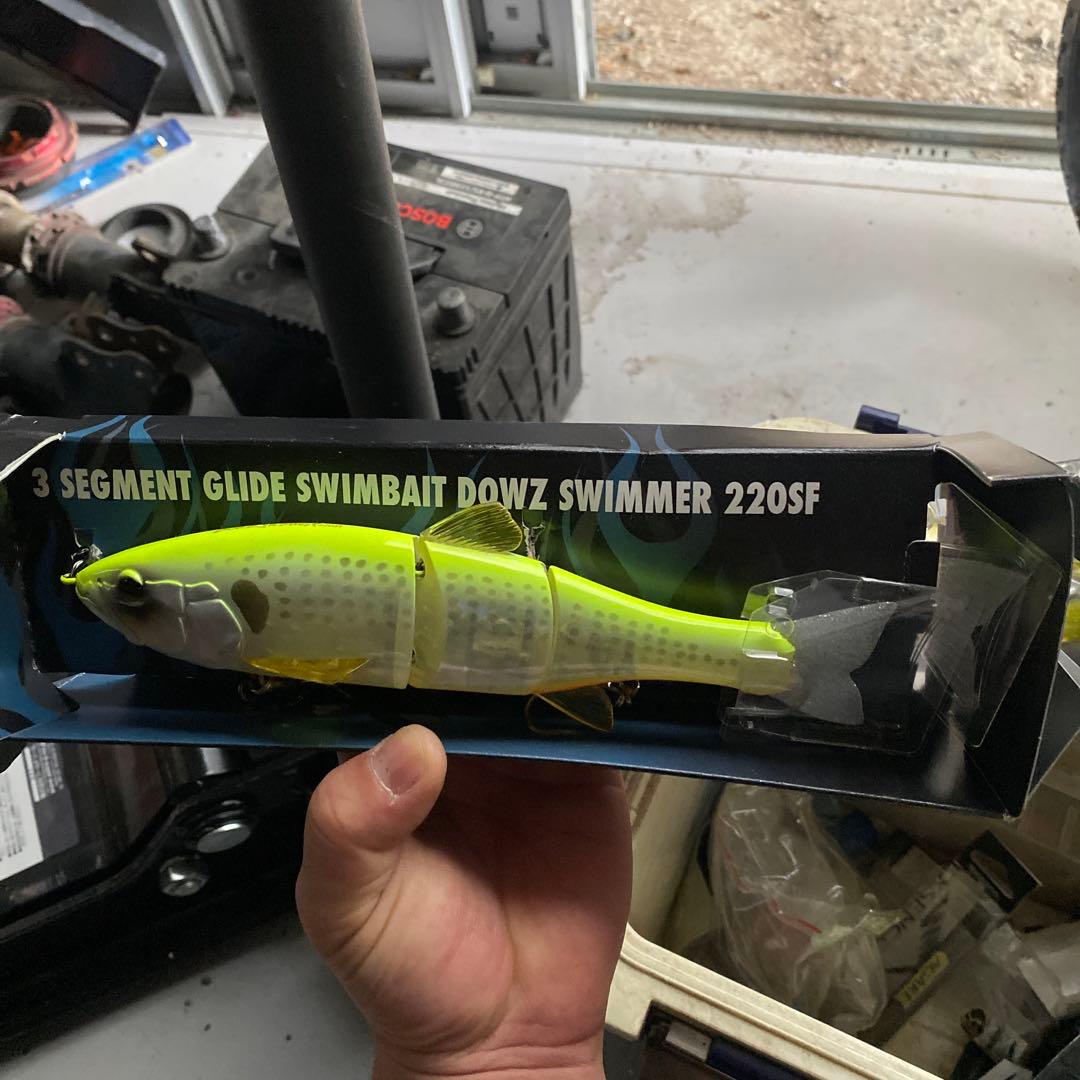 BOSCH
3 SEGMENT GLIDE SWIMBAIT DOWZ SWIMMER 220SF